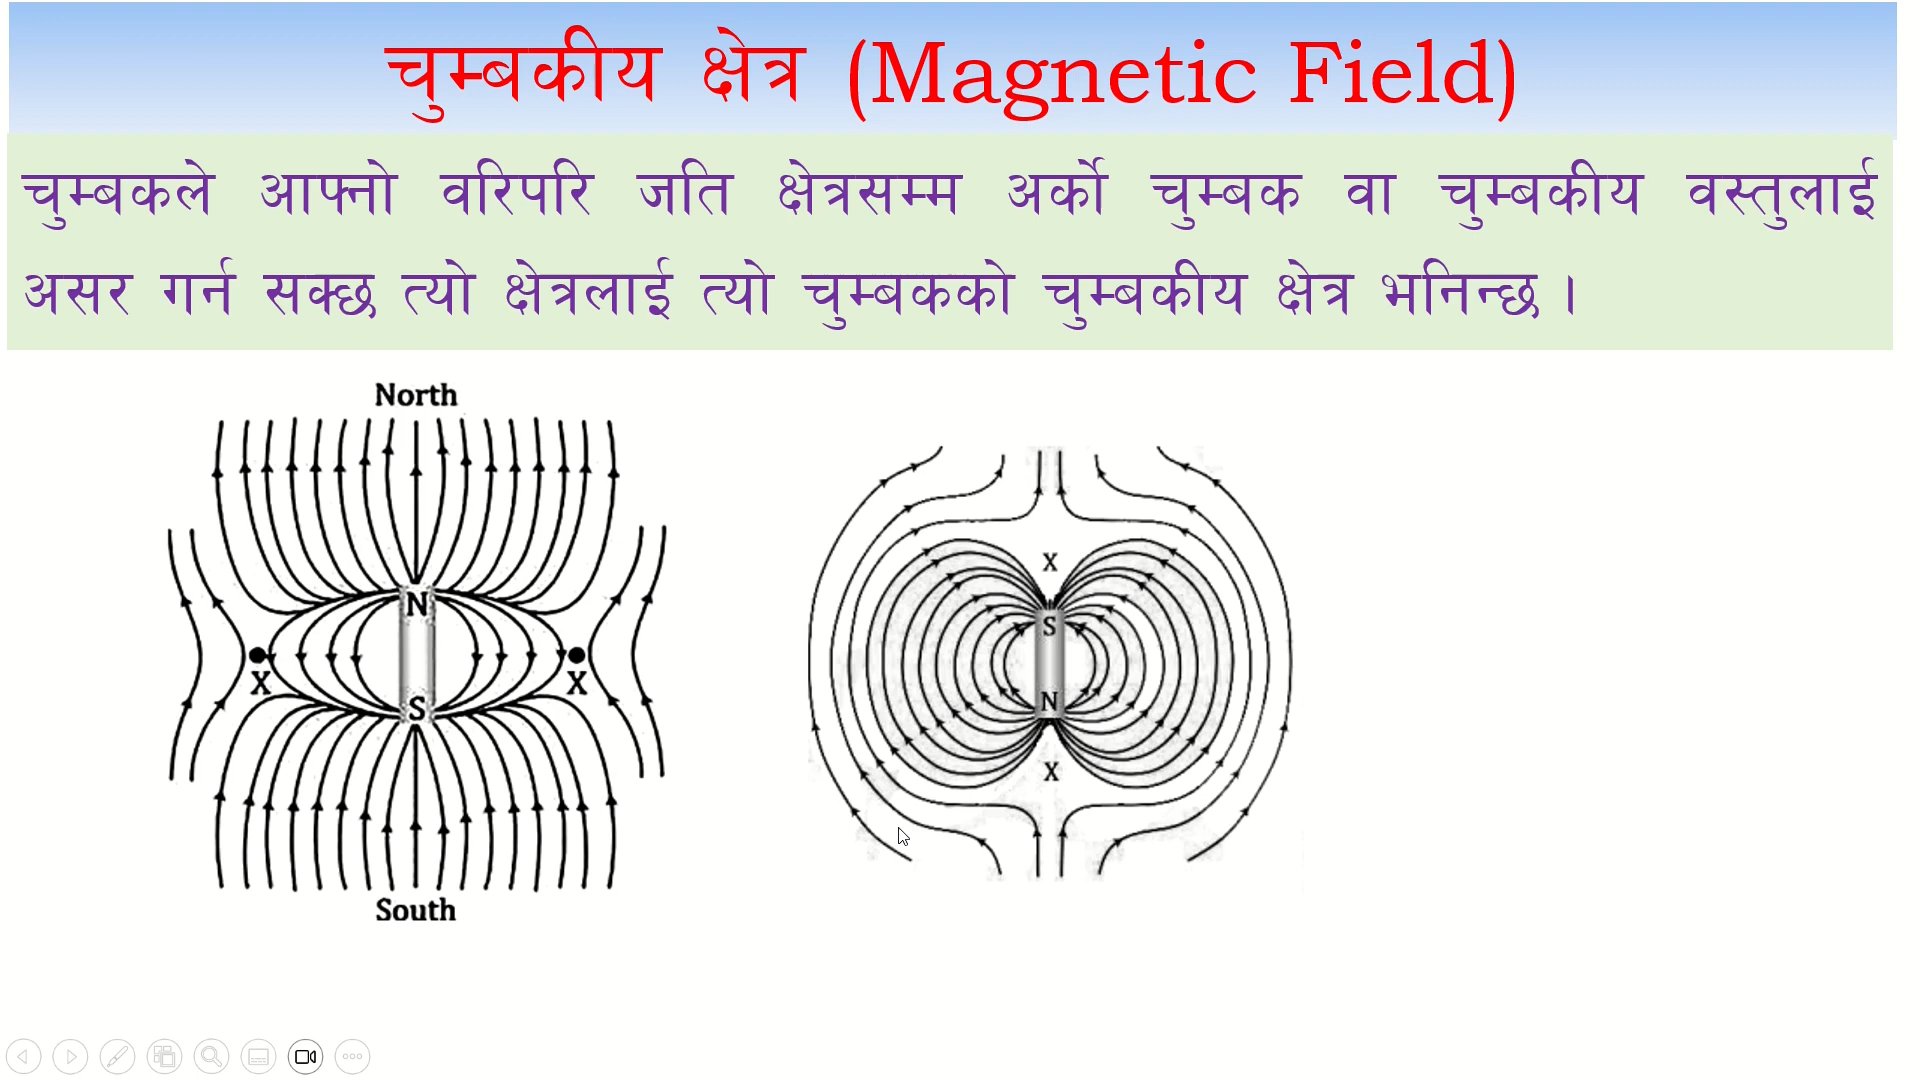 चुम्बकीय क्षेत्र (Magnetic Field)
चुम्बकले आफ्नो वरिपरि जति क्षेत्रसम्म अर्को चुम्बक वा चुम्बकीय वस्तुलाई
असर गर्न सक्छ त्यो क्षेत्रलाई त्यो चुम्बकको चुम्बकीय क्षेत्र भनिन्छ ।
North
N
X
X
S
South
X
S
N
X